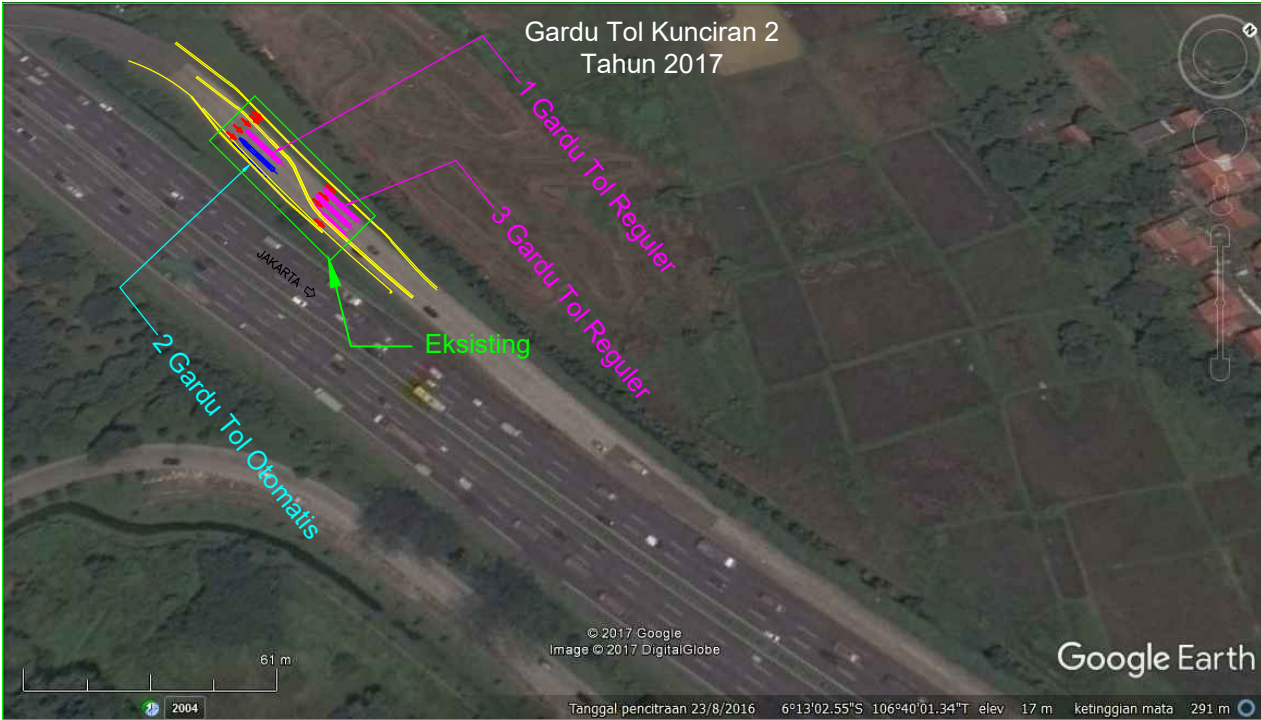 Gardu Tol Kunciran 2
Tahun 2017
1 Gardu Tol Reguler
3 Gardu Tol Reguler
JAKARTA
Eksisting
2 Gardu Tol Otomatis
© 2017 Google
Image © 2017 DigitalGlobe
Google Earth
61 m
2004
Tanggal pencitraan 23/8/2016 6°13'02.55"S 106°40'01.34"T elev 17 m ketinggian mata 291 m